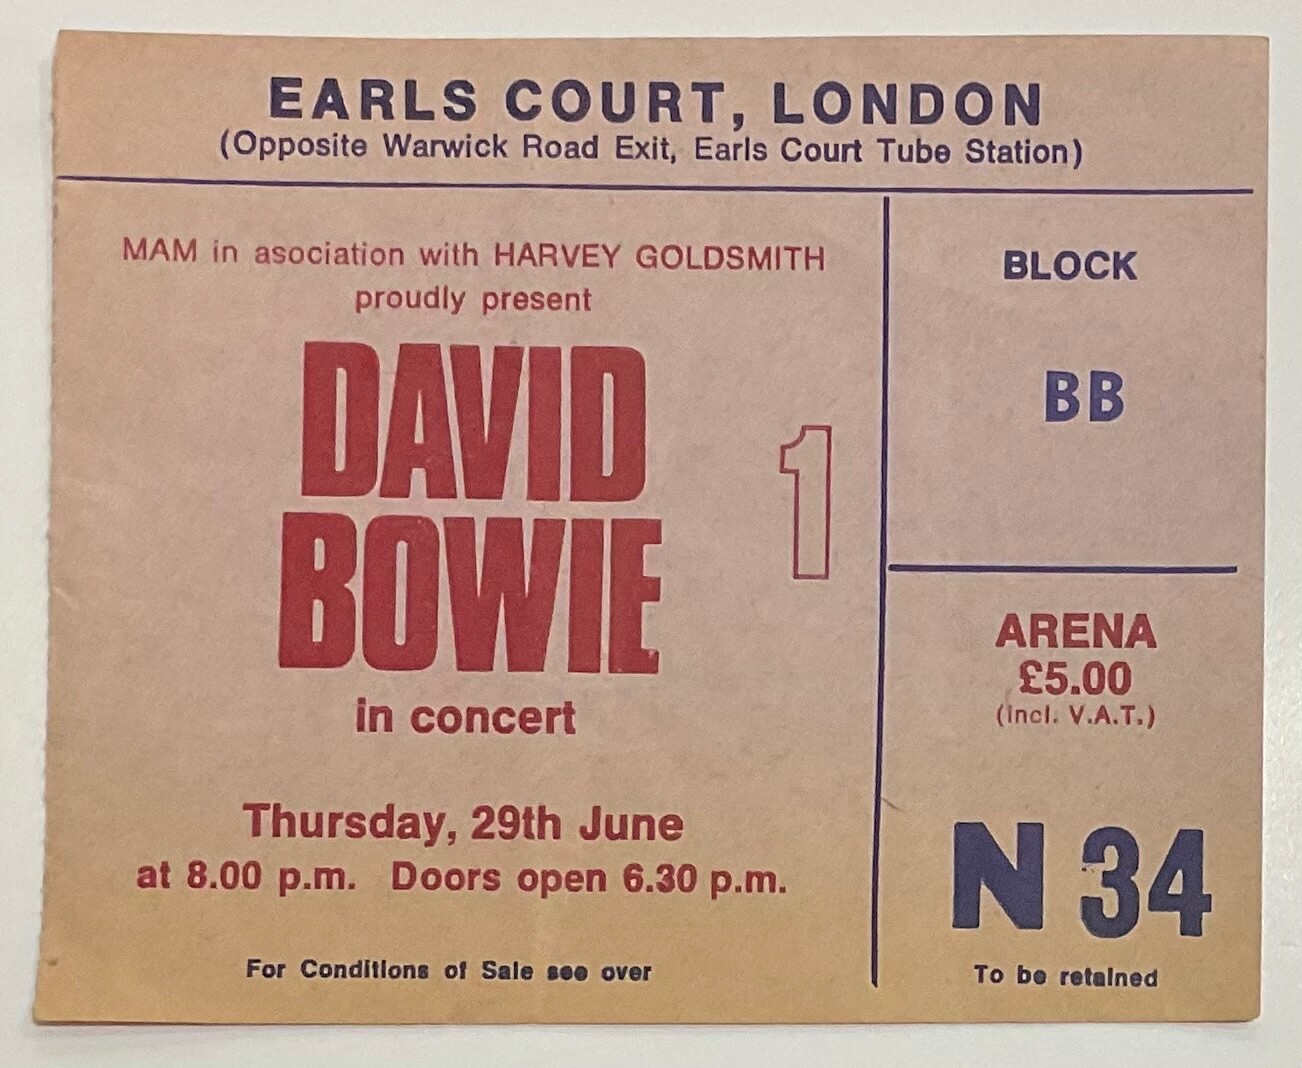 EARLS COURT, LONDON
(Opposite Warwick Road Exit, Earls Court Tube Station)
MAM in asociation with HARVEY GOLDSMITH
proudly present
DAVID
BOWIE
1
in concert
Thursday, 29th June
at 8.00 p.m. Doors open 6.30 p.m.
For Conditions of Sale see over
BLOCK
BB
ARENA
£5.00
(incl. V.A.T.)
N 34
To be retained